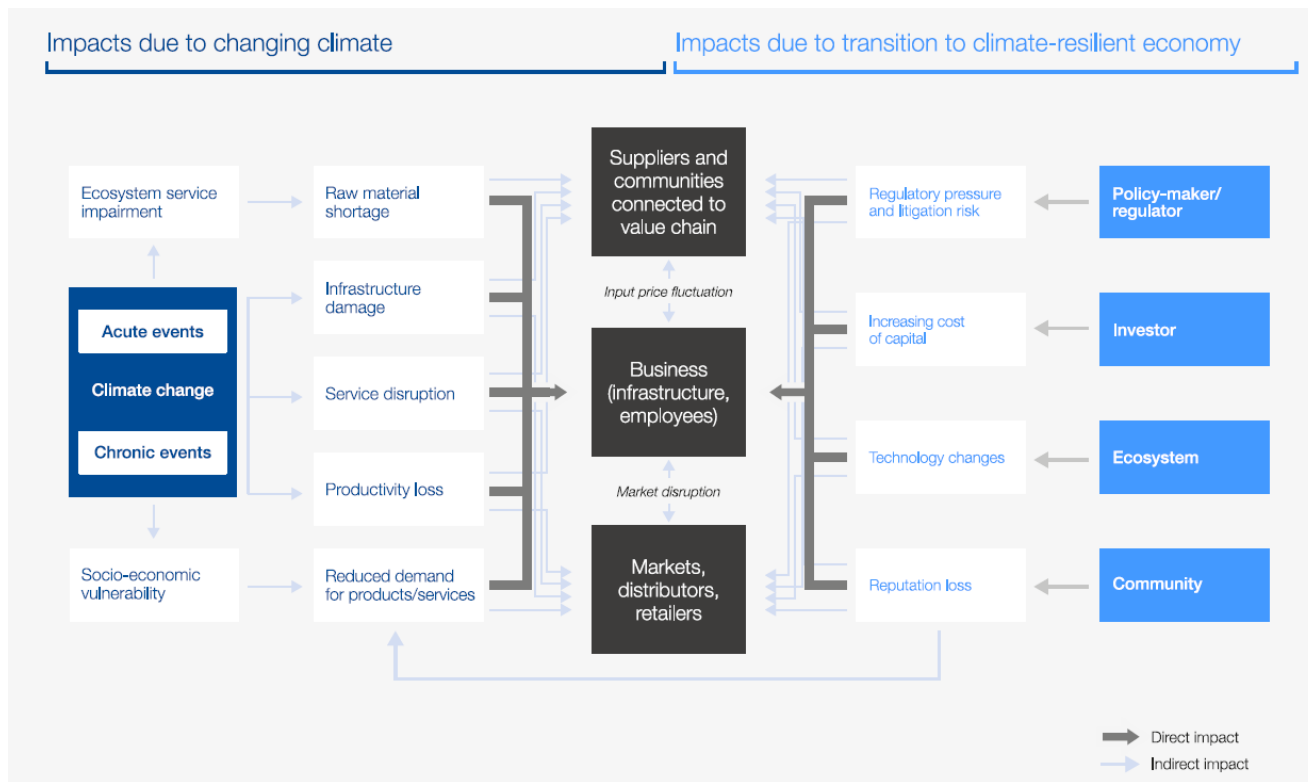 Impacts due to changing climate
Impacts due to transition to climate-resilient economy
Ecosystem service
impairment
Acute events
Climate change
Chronic events
Socio-economic
vulnerability
Raw material
shortage
Infrastructure
damage
Service disruption
Productivity loss
Reduced demand
for products/services
Suppliers and
communities
connected to
value chain
Input price fluctuation
Business
(infrastructure,
employees)
Market disruption
Markets,
distributors,
retailers
Regulatory pressure
and litigation risk
Increasing cost
of capital
Technology changes
Reputation loss
Policy-maker/
regulator
Investor
Ecosystem
Community
Direct impact
Indirect impact